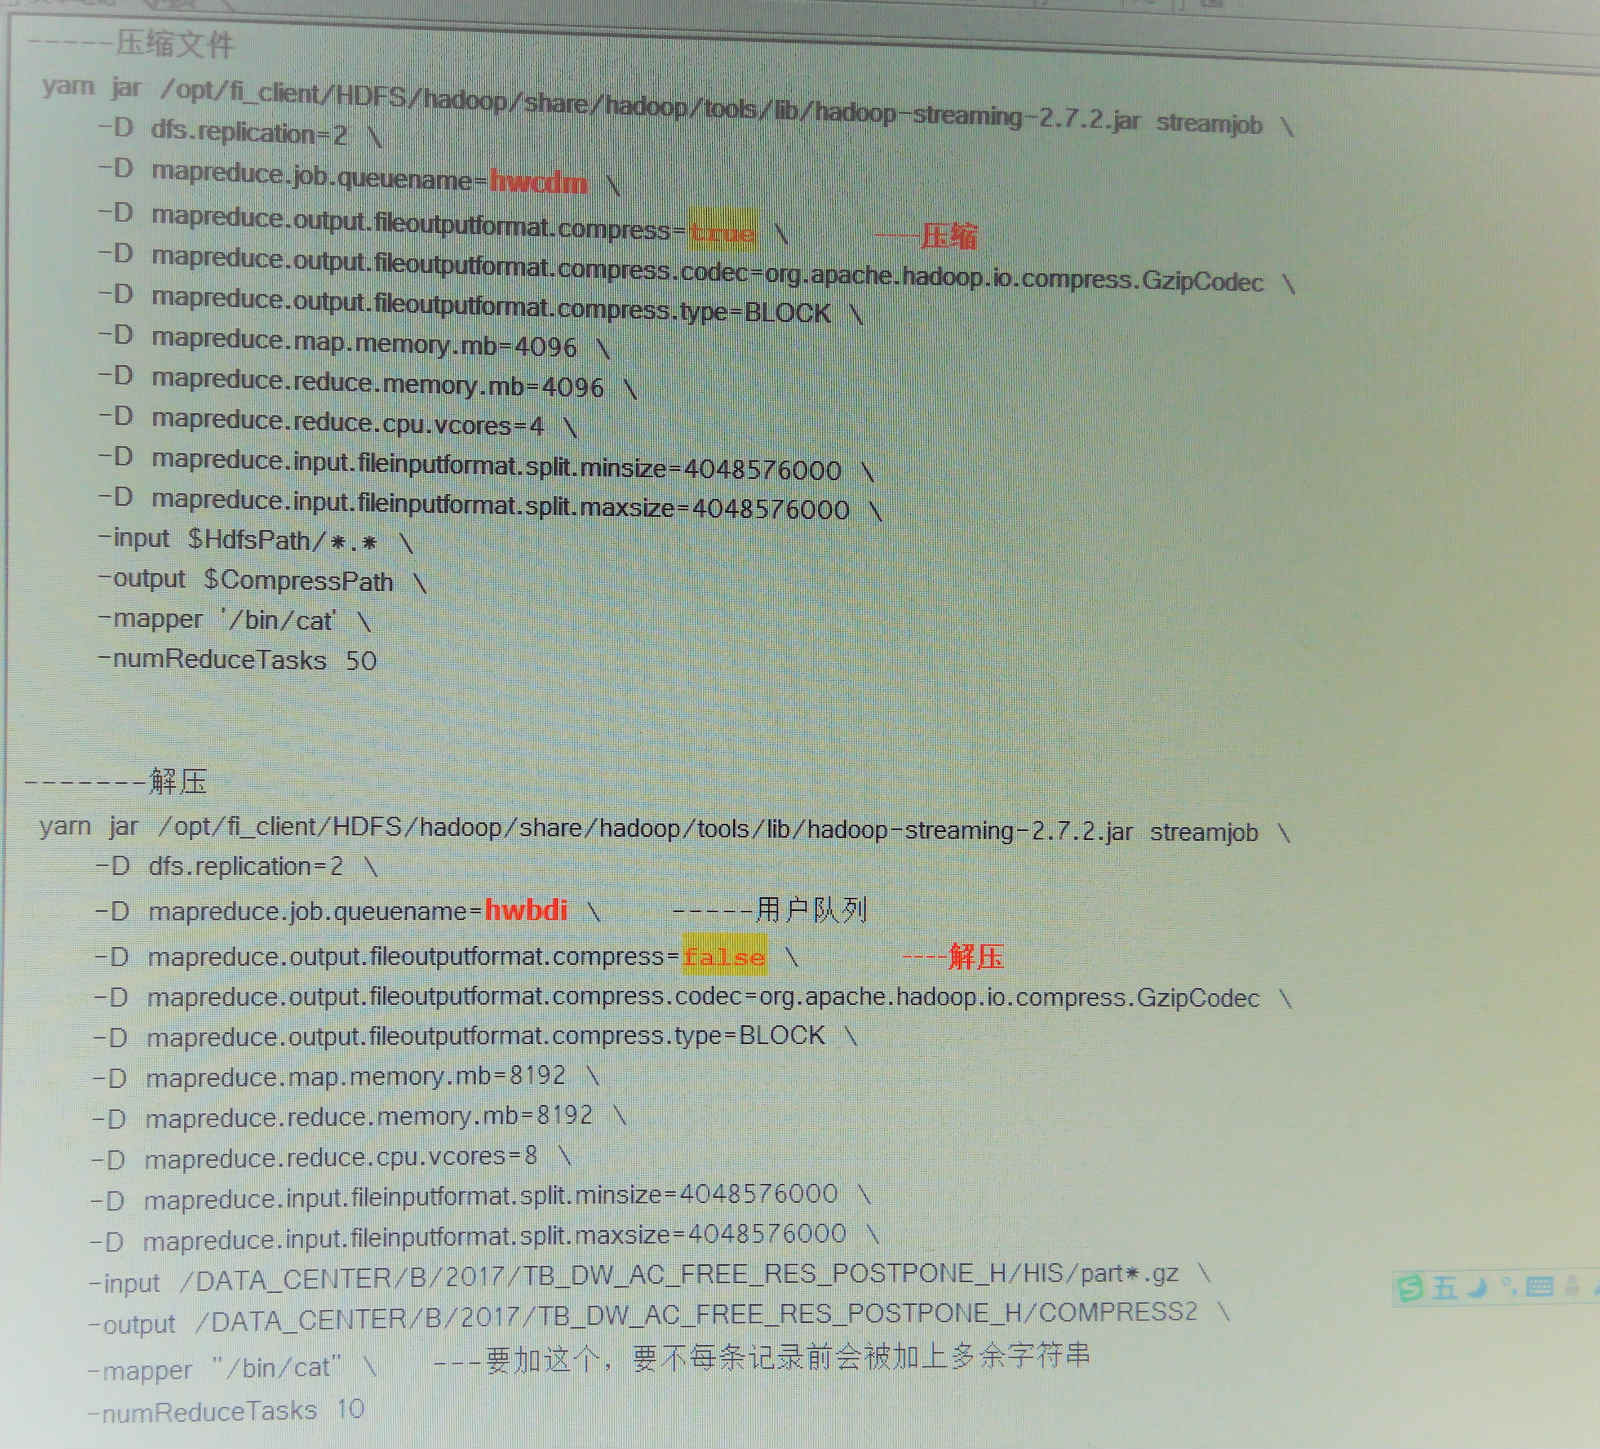 -----压缩文件
yarn jar /opt/fi_client/HDFS/hadoop/share/hadoop/tools/lib/hadoop-streaming-2.7.2.jar streamjob \
-D dfs.replication=2 \
-D mapreduce.job.queuename=hwcdm \
-D mapreduce.output.fileoutputformat.compress=true \ ----压缩
-D mapreduce.output.fileoutputformat.compress.codec=org.apache.hadoop.io.compress.GzipCodec \
-D mapreduce.output.fileoutputformat.compress.type=BLOCK \
-D mapreduce.map.memory.mb=4096 \
-D mapreduce.reduce.memory.mb=4096 \
-D mapreduce.reduce.cpu.vcores=4 \
-D mapreduce.input.fileinputformat.split.minsize=4048576000 \
-D mapreduce.input.fileinputformat.split.maxsize=4048576000 \
-input $HdfsPath/*.* \
-output $CompressPath \
-mapper '/bin/cat' \
-numReduceTasks 50
-------解压
yarn jar /opt/fi_client/HDFS/hadoop/share/hadoop/tools/lib/hadoop-streaming-2.7.2.jar streamjob \
-D dfs.replication=2 \
-D mapreduce.job.queuename=hwbdi \ -----用户队列
-D mapreduce.output.fileoutputformat.compress=false \ ----解压
-D mapreduce.output.fileoutputformat.compress.codec=org.apache.hadoop.io.compress.GzipCodec \
-D mapreduce.output.fileoutputformat.compress.type=BLOCK \
-D mapreduce.map.memory.mb=8192 \
-D mapreduce.reduce.memory.mb=8192 \
-D mapreduce.reduce.cpu.vcores=8 \
-D mapreduce.input.fileinputformat.split.minsize=4048576000 \
-D mapreduce.input.fileinputformat.split.maxsize=4048576000 \
-input /DATA_CENTER/B/2017/TB_DW_AC_FREE_RES_POSTPONE_H/HIS/part*.gz \
-output /DATA_CENTER/B/2017/TB_DW_AC_FREE_RES_POSTPONE_H/COMPRESS2 \
-mapper "/bin/cat" \ ---要加这个，要不每条记录前会被加上多余字符串
-numReduceTasks 10
S 五